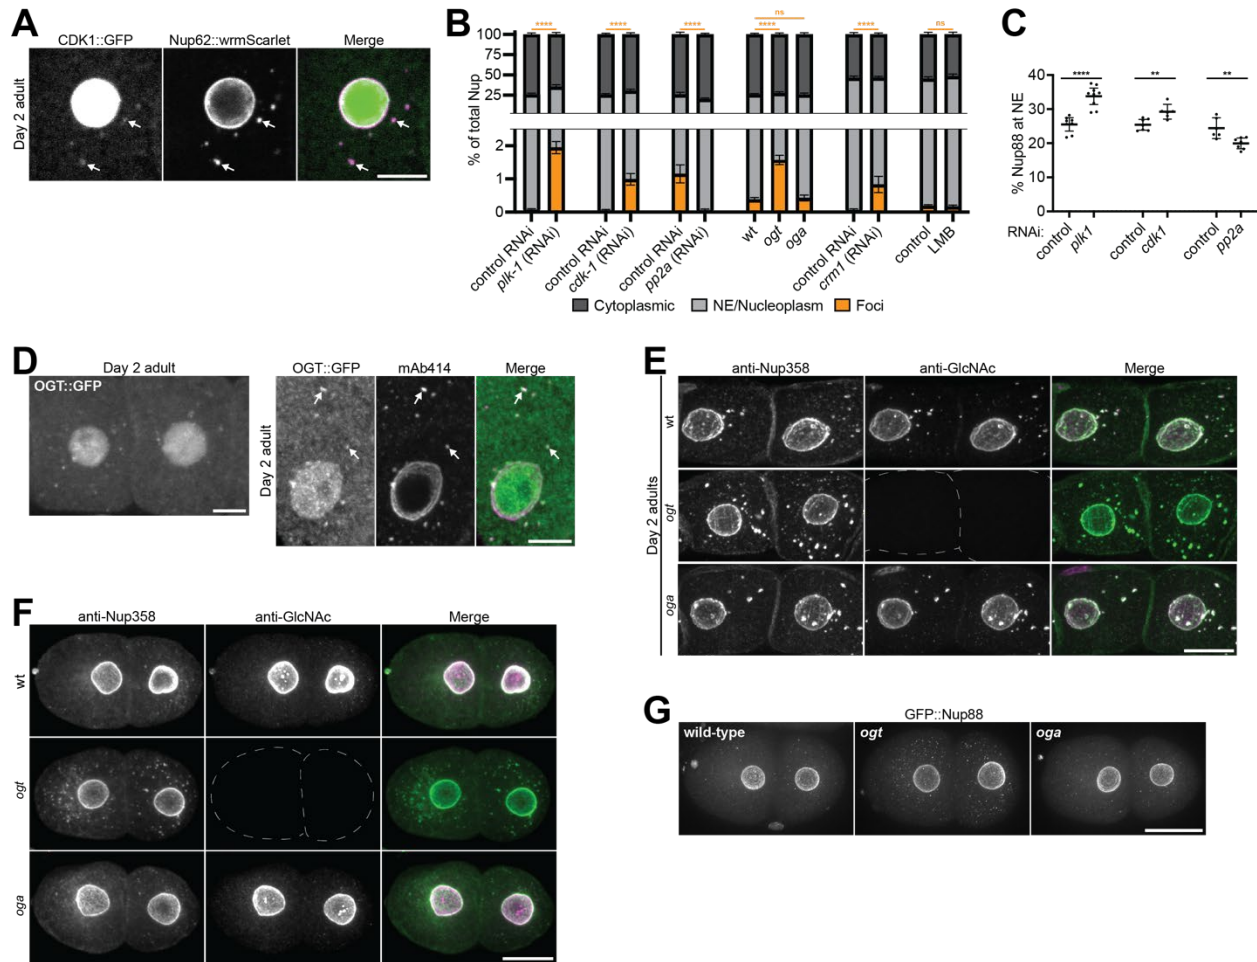 A
CDK1::GFP Nup62::wrmScarlet Merge
Day 2 adult
B
**** **** **** **** ns **** ns
% of total Nup
100
75
50
25
2
1
0
control RNAi
plk-1 (RNAi)
control RNAi
cdk-1 (RNAi)
control RNAi
pp2a (RNAi)
wt
ogt
oga
control RNAi
crm1 (RNAi)
control
LMB
Cytoplasmic NE/Nucleoplasm Foci
C
**** ** **
% Nup88 at NE
40
30
20
10
0
RNAi: control plk1 control cdk1 control pp2a
D
Day 2 adult
OGT::GFP
OGT::GFP mAb414 Merge
Day 2 adult
E
anti-Nup358 anti-GlcNAc Merge
Day 2 adults
wt
ogt
oga
F
anti-Nup358 anti-GlcNAc Merge
wt
ogt
oga
G
GFP::Nup88
wild-type ogt oga